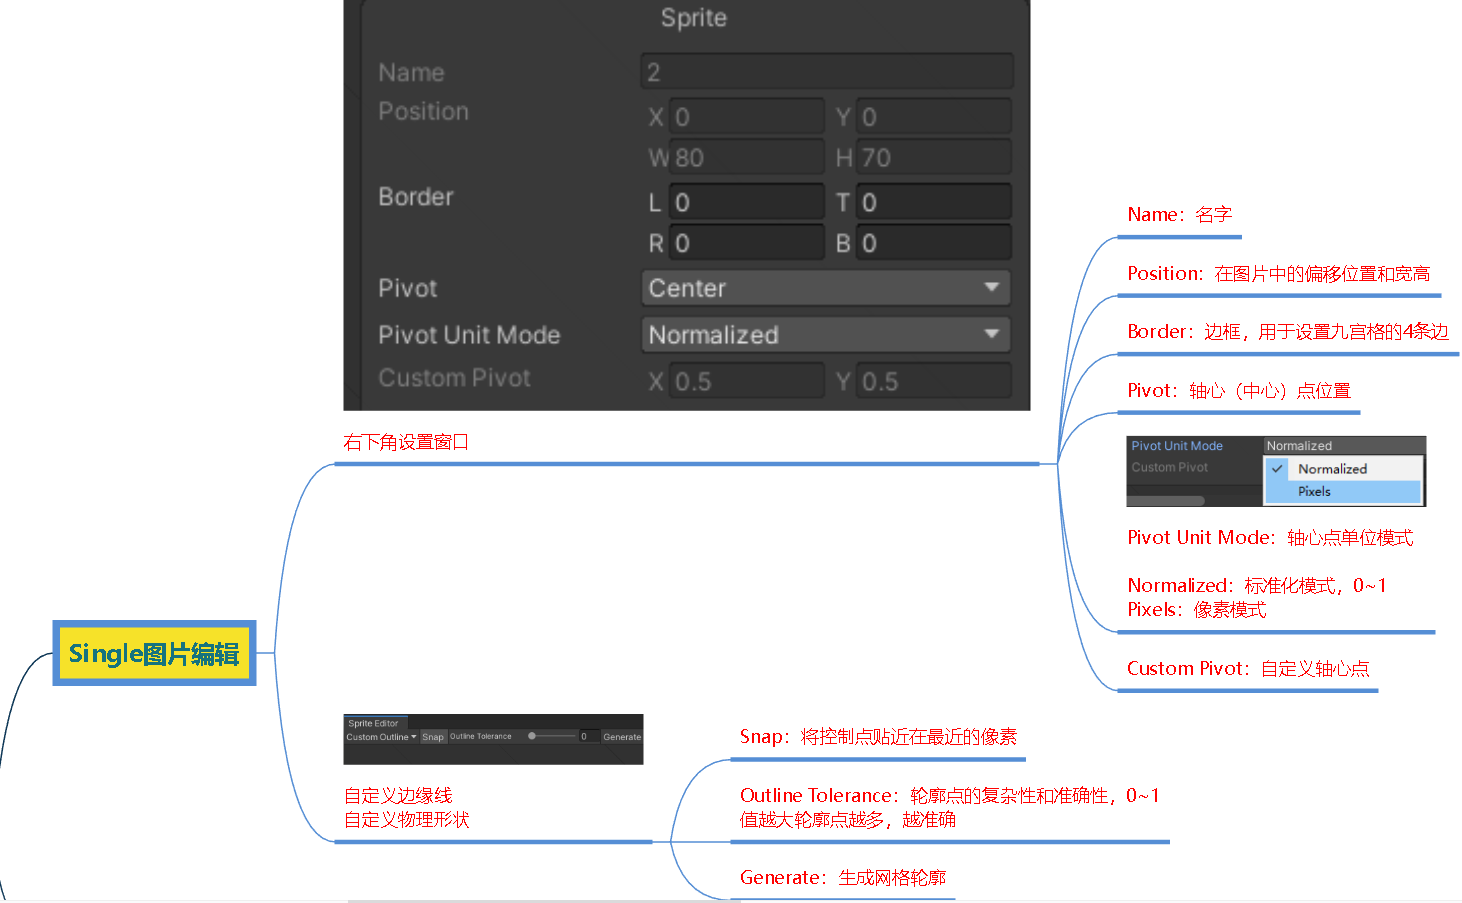 Sprite
Name 2
Position X 0 Y 0
W 80 H 70
Border L 0 T 0
R 0 B 0
Pivot Center
Pivot Unit Mode Normalized
Custom Pivot X 0.5 Y 0.5
右下角设置窗口
Name：名字
Position：在图片中的偏移位置和宽高
Border：边框，用于设置九宫格的4条边
Pivot：轴心（中心）点位置
Pivot Unit Mode Normalized
Custom Pivot Normalized
Pixels
Pivot Unit Mode：轴心点单位模式
Normalized：标准化模式，0~1
Pixels：像素模式
Custom Pivot：自定义轴心点
Single图片编辑
Sprite Editor
Custom Outline Snap Outline Tolerance 0 Generate
自定义边缘线
自定义物理形状
Snap：将控制点贴近在最近的像素
Outline Tolerance：轮廓点的复杂性和准确性，0~1
值越大轮廓点越多，越准确
Generate：生成网格轮廓